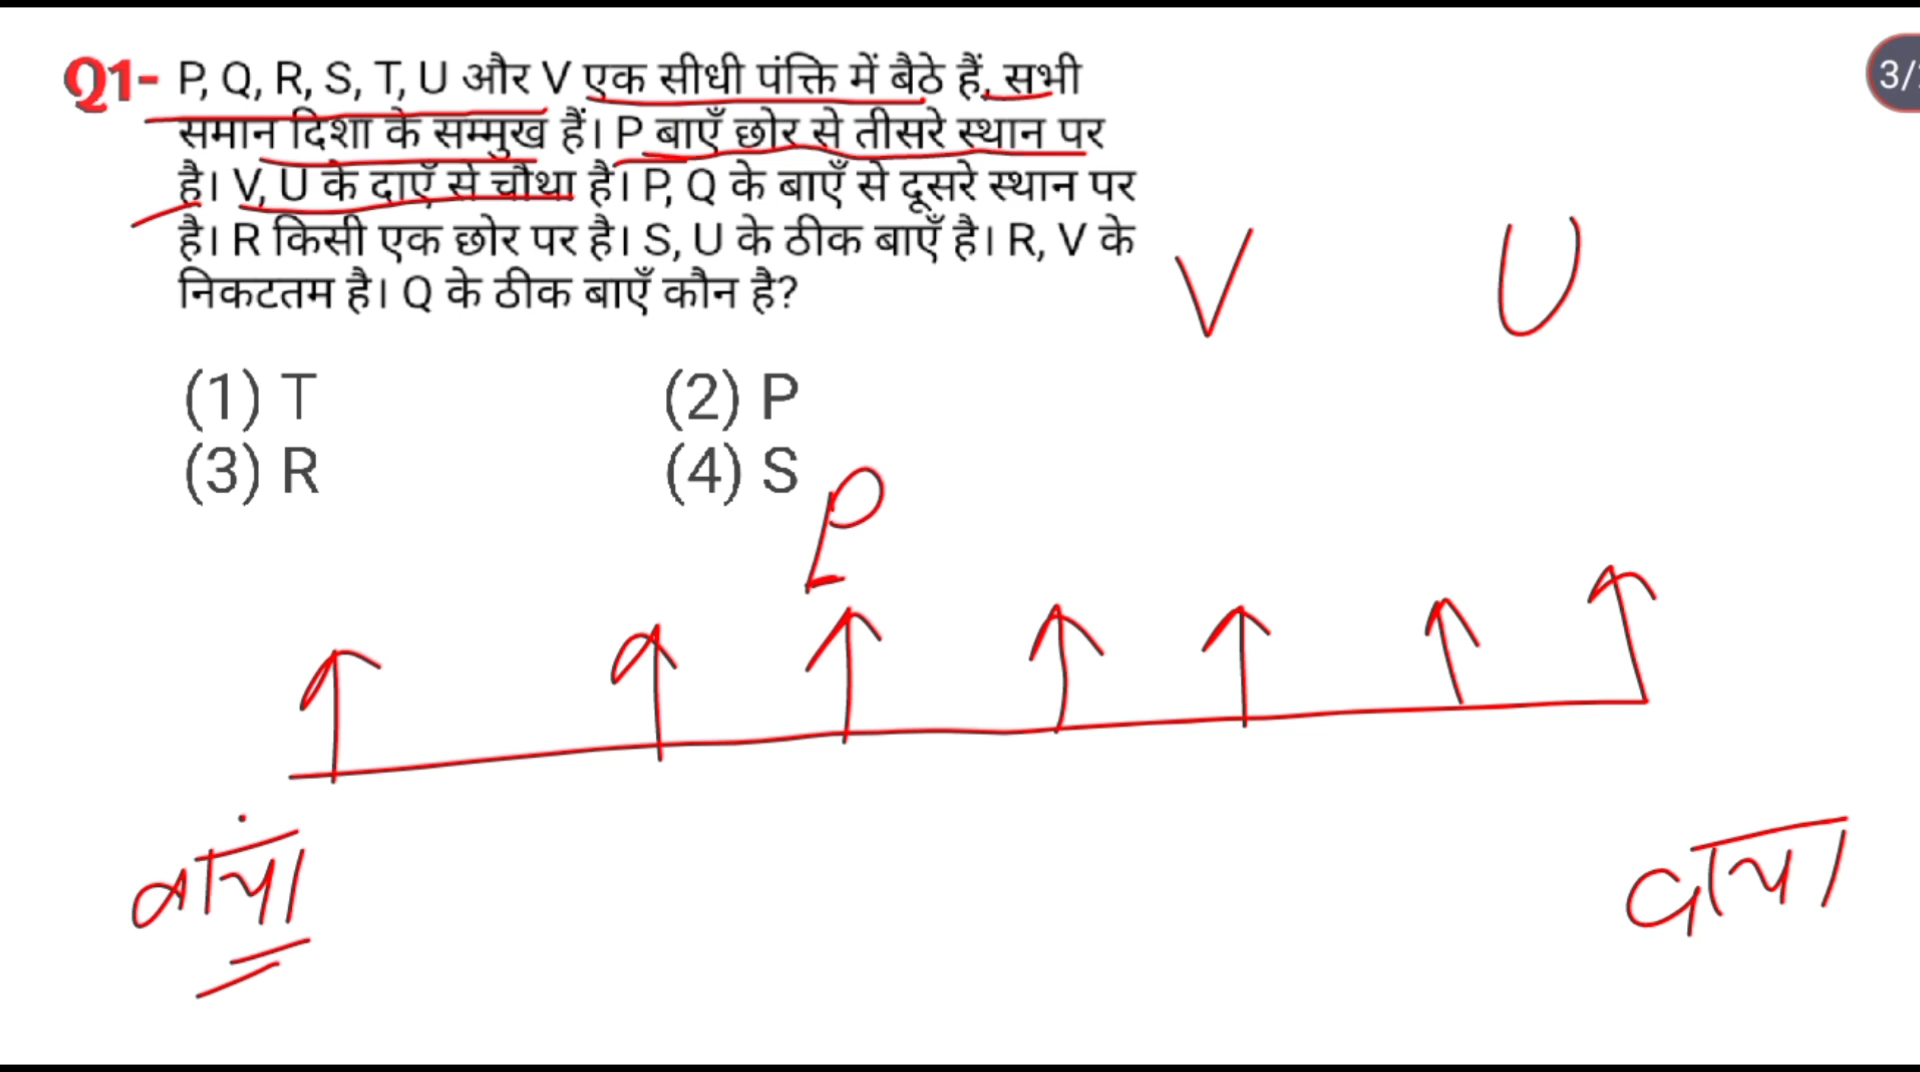 Q1- P, Q, R, S, T, U और V एक सीधी पंक्ति में बैठे हैं, सभी
समान दिशा के सम्मुख हैं। P बाएँ छोर से तीसरे स्थान पर
है। V, U के दाएँ से चौथा है। P, Q के बाएँ से दूसरे स्थान पर
है। R किसी एक छोर पर है। S, U के ठीक बाएँ है। R, V के
निकटतम है। Q के ठीक बाएँ कौन है?
(1) T (2) P
(3) R (4) S
3/
V U
P
बांया दाया